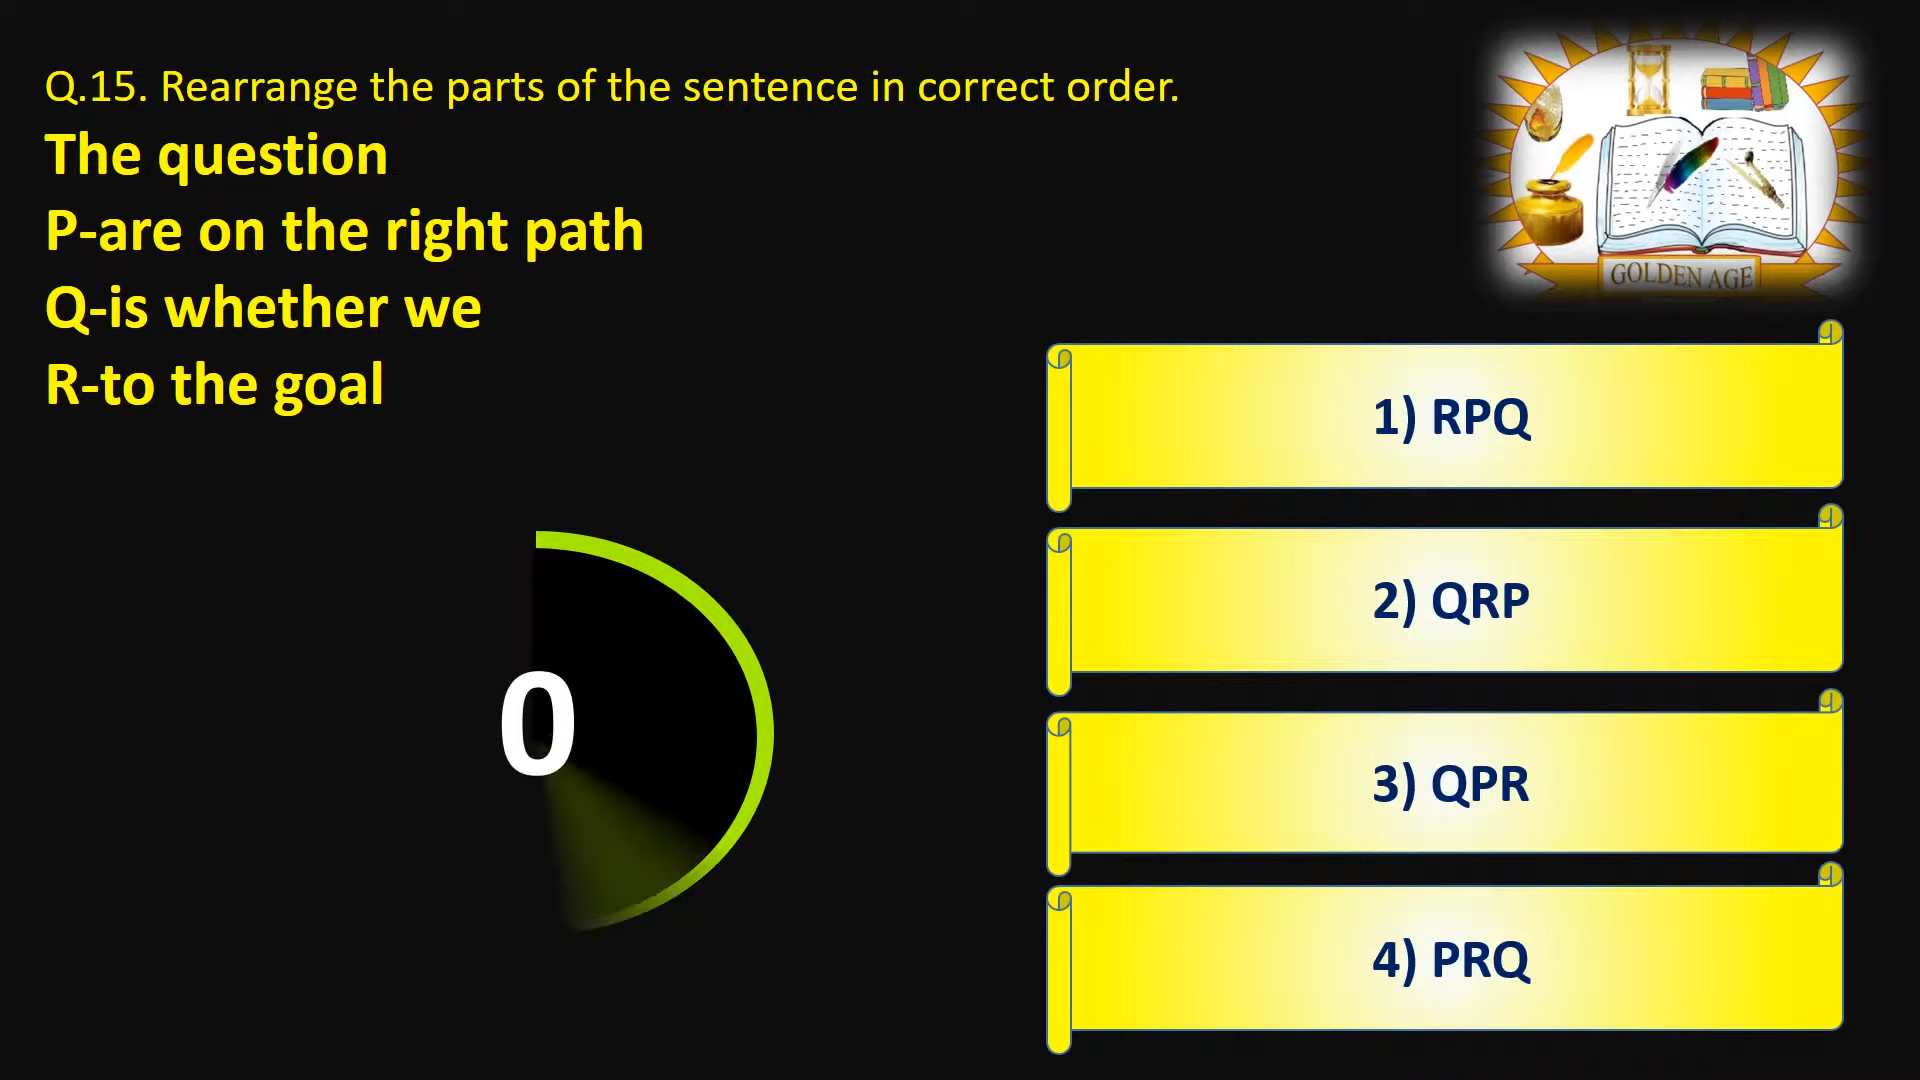 Q.15. Rearrange the parts of the sentence in correct order.
The question
P-are on the right path
Q-is whether we
R-to the goal
GOLDEN AGE
1) RPQ
2) QRP
3) QPR
4) PRQ
0